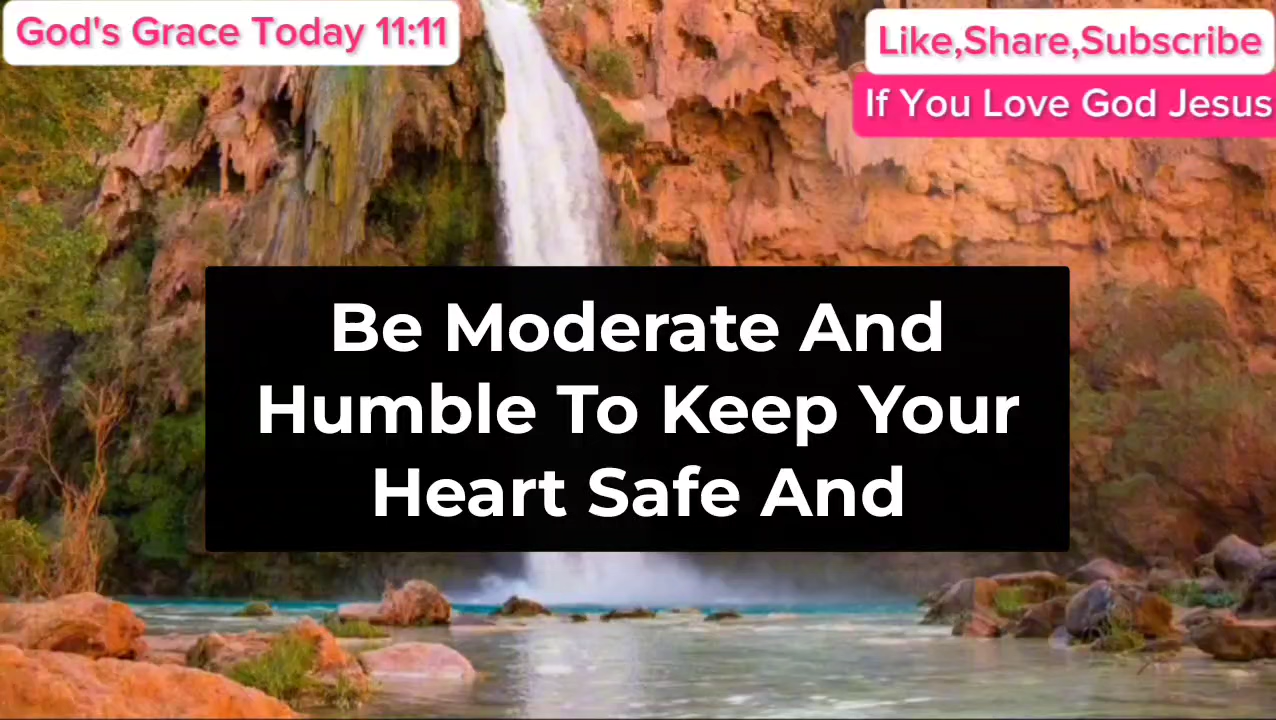 God's Grace Today 11:11
Like,Share,Subscribe
If You Love God Jesus
Be Moderate And
Humble To Keep Your
Heart Safe And